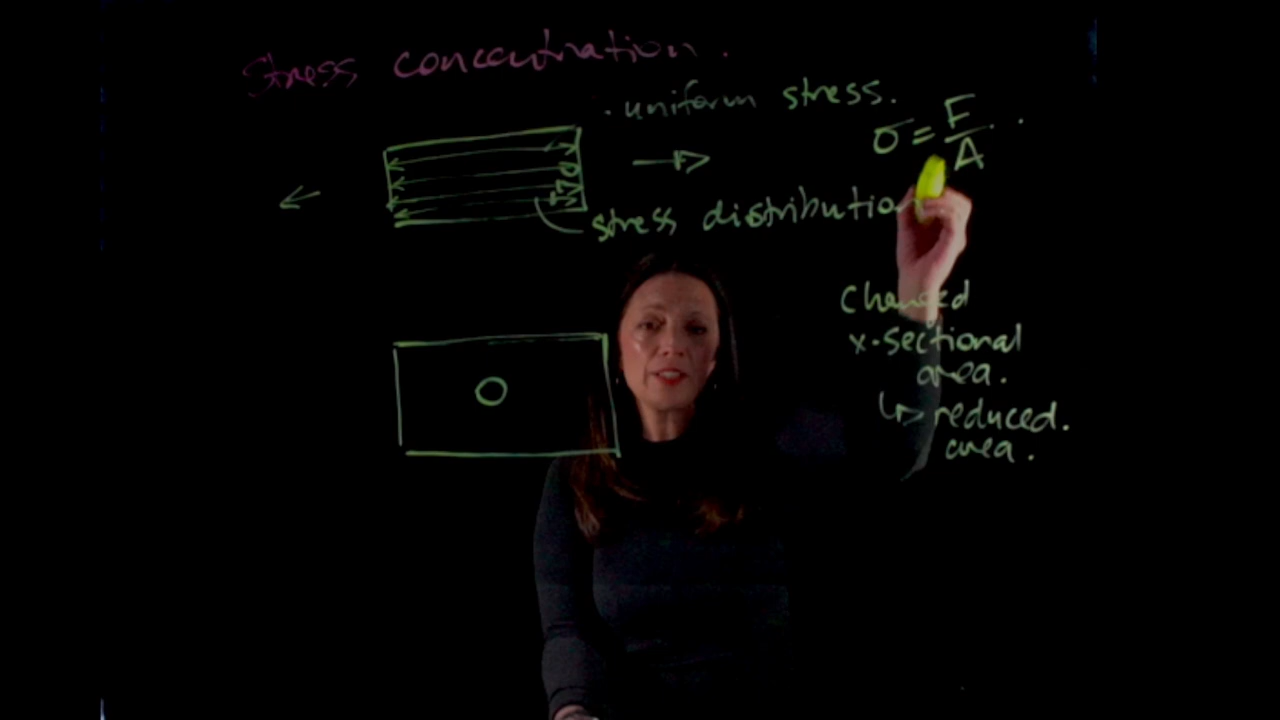 Stress concentration.
. uniform stress.
σ = F/A
stress distribution
Changed
x-sectional
area.
↳ reduced.
area.